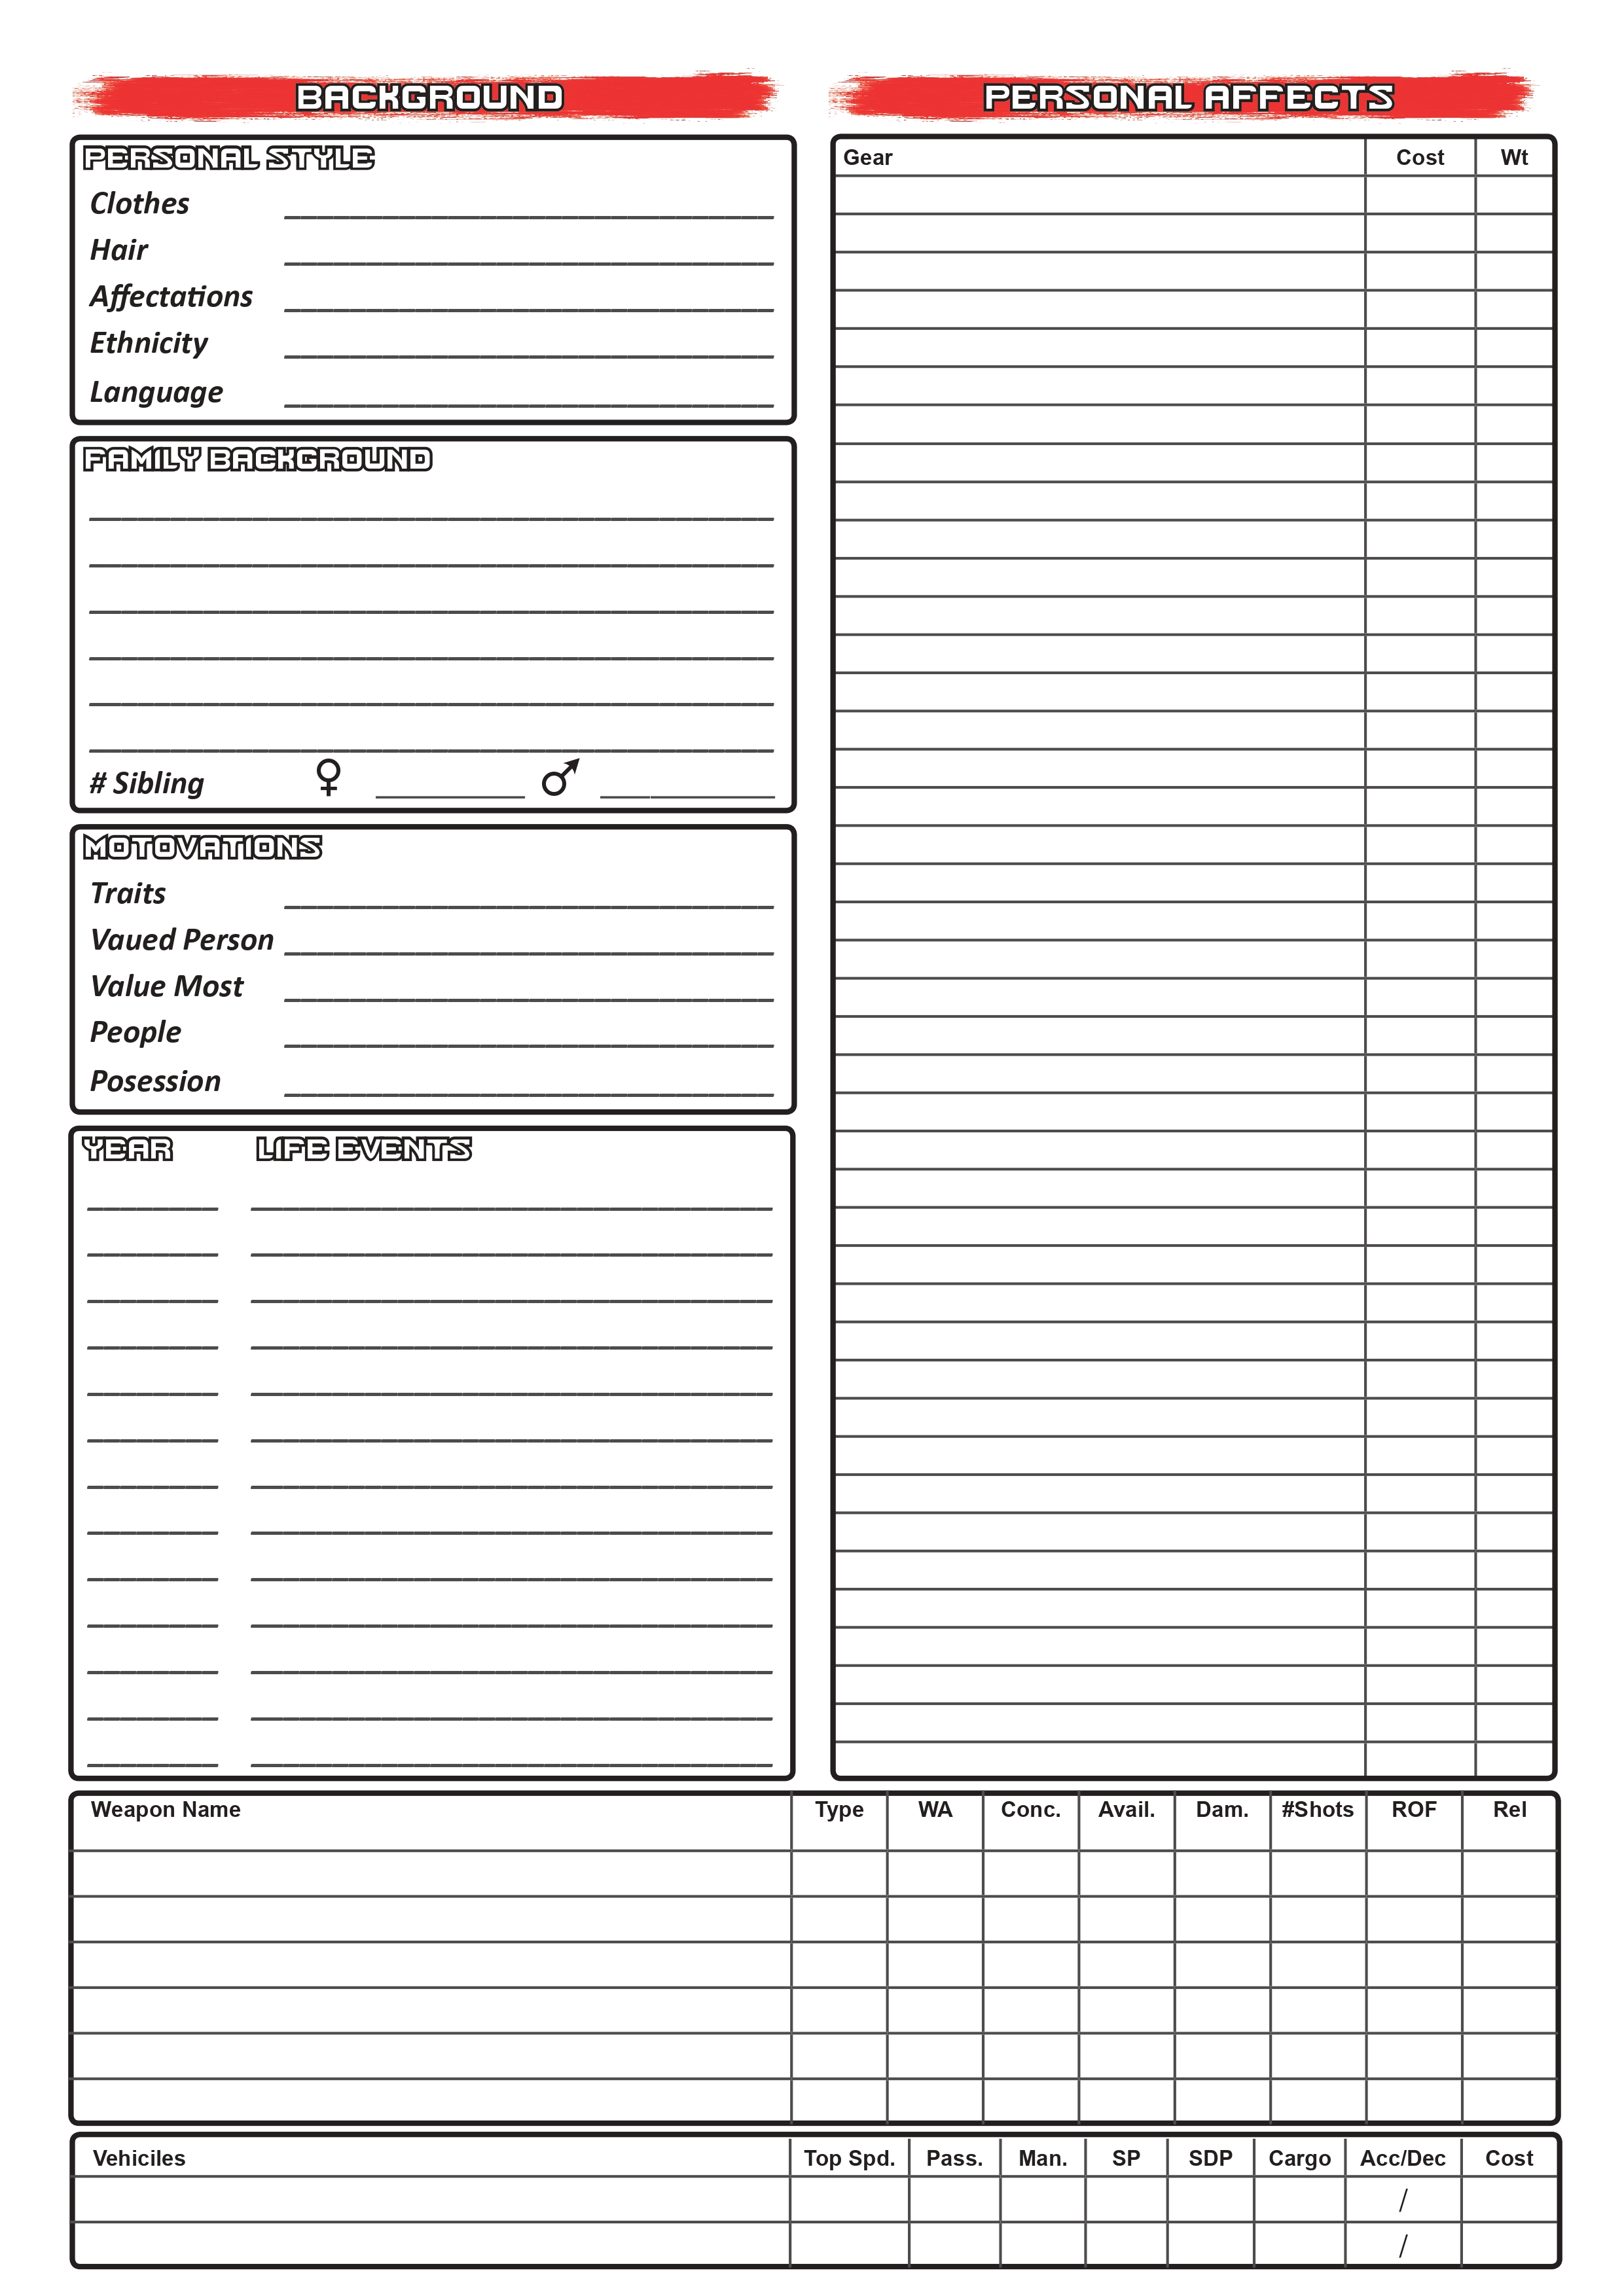 BACKGROUND
PERSONAL STYLE
Clothes
Hair
Affectations
Ethnicity
Language
FAMILY BACKGROUND
# Sibling ♀ ♂
MOTOVATIONS
Traits
Vaued Person
Value Most
People
Posession
YEAR LIFE EVENTS
PERSONAL AFFECTS
Gear Cost Wt
Weapon Name Type WA Conc. Avail. Dam. #Shots ROF Rel
Vehiciles Top Spd. Pass. Man. SP SDP Cargo Acc/Dec Cost
/
/